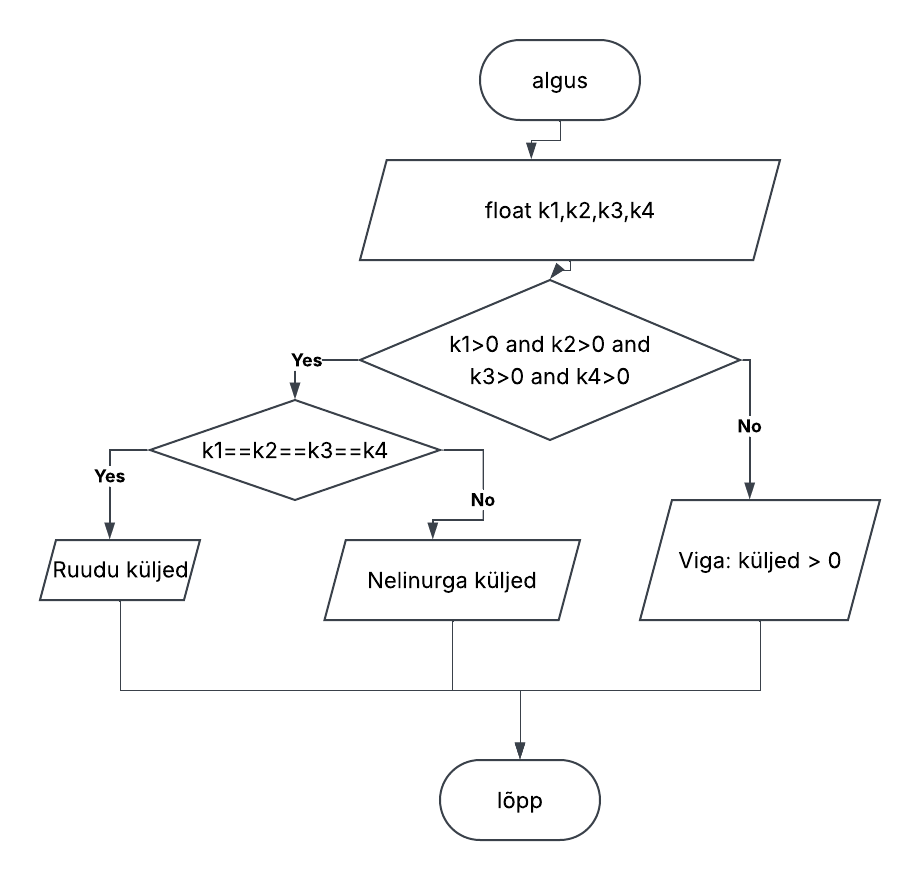 algus
float k1,k2,k3,k4
k1>0 and k2>0 and
k3>0 and k4>0
Yes
No
k1==k2==k3==k4
Yes
No
Ruudu küljed
Nelinurga küljed
Viga: küljed > 0
lõpp